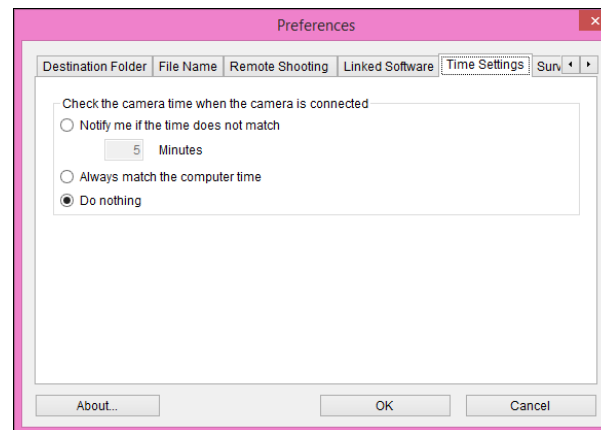 Preferences
Destination Folder File Name Remote Shooting Linked Software Time Settings
Check the camera time when the camera is connected
Notify me if the time does not match
5 Minutes
Always match the computer time
Do nothing
About... OK Cancel